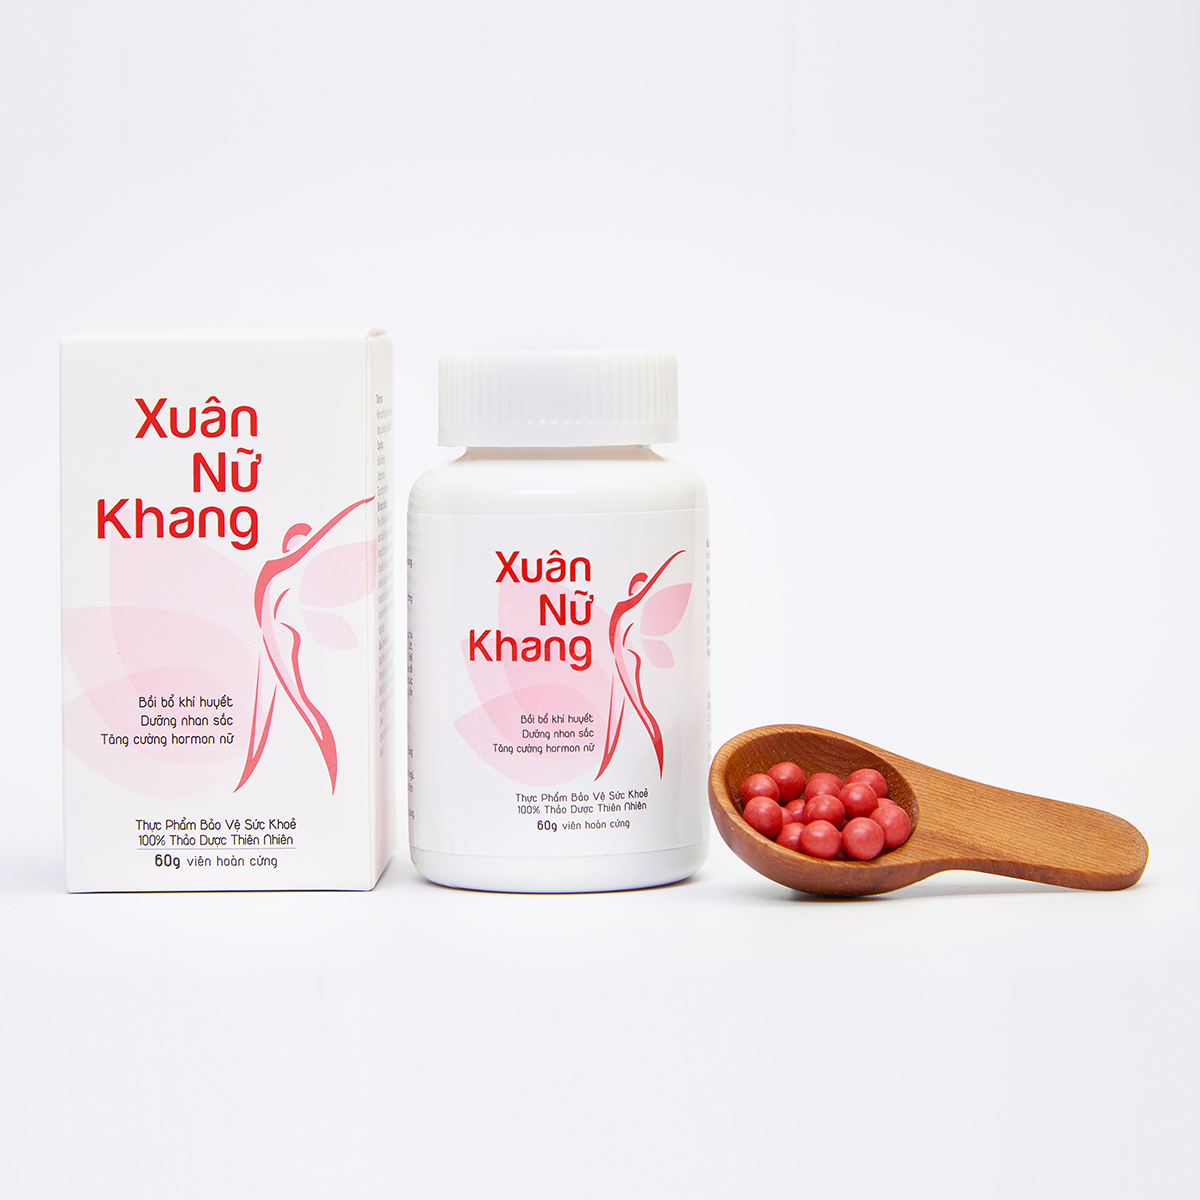 Xuân
Nữ
Khang
Bồi bổ khí huyết
Dưỡng nhan sắc
Tăng cường hormon nữ
Thực Phẩm Bảo Vệ Sức Khoẻ
100% Thảo Dược Thiên Nhiên
60g viên hoàn cứng
Xuân
Nữ
Khang
Bồi bổ khí huyết
Dưỡng nhan sắc
Tăng cường hormon nữ
Thực Phẩm Bảo Vệ Sức Khoẻ
100% Thảo Dược Thiên Nhiên
60g viên hoàn cứng